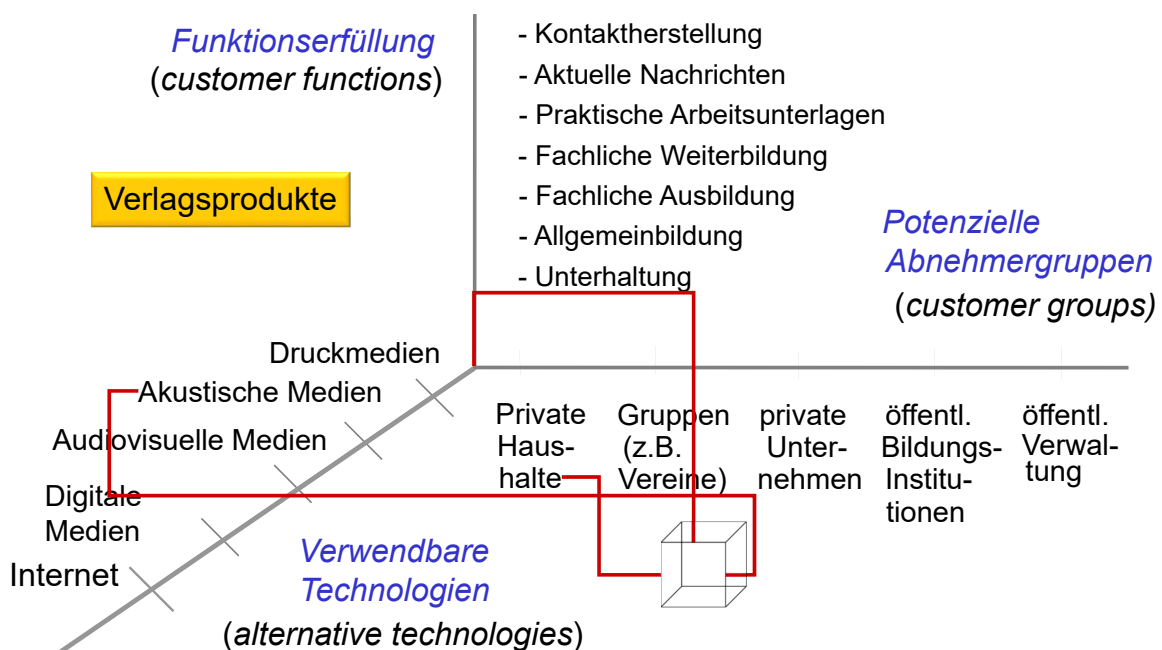 Funktionserfüllung
(customer functions)
- Kontaktherstellung
- Aktuelle Nachrichten
- Praktische Arbeitsunterlagen
- Fachliche Weiterbildung
- Fachliche Ausbildung
- Allgemeinbildung
- Unterhaltung
Verlagsprodukte
Potenzielle
Abnehmergruppen
(customer groups)
Druckmedien
Akustische Medien
Audiovisuelle Medien
Digitale
Medien
Internet
Private
Haus-
halte
Gruppen
(z.B.
Vereine)
private
Unter-
nehmen
öffentl.
Bildungs-
Institu-
tionen
öffentl.
Verwal-
tung
Verwendbare
Technologien
(alternative technologies)